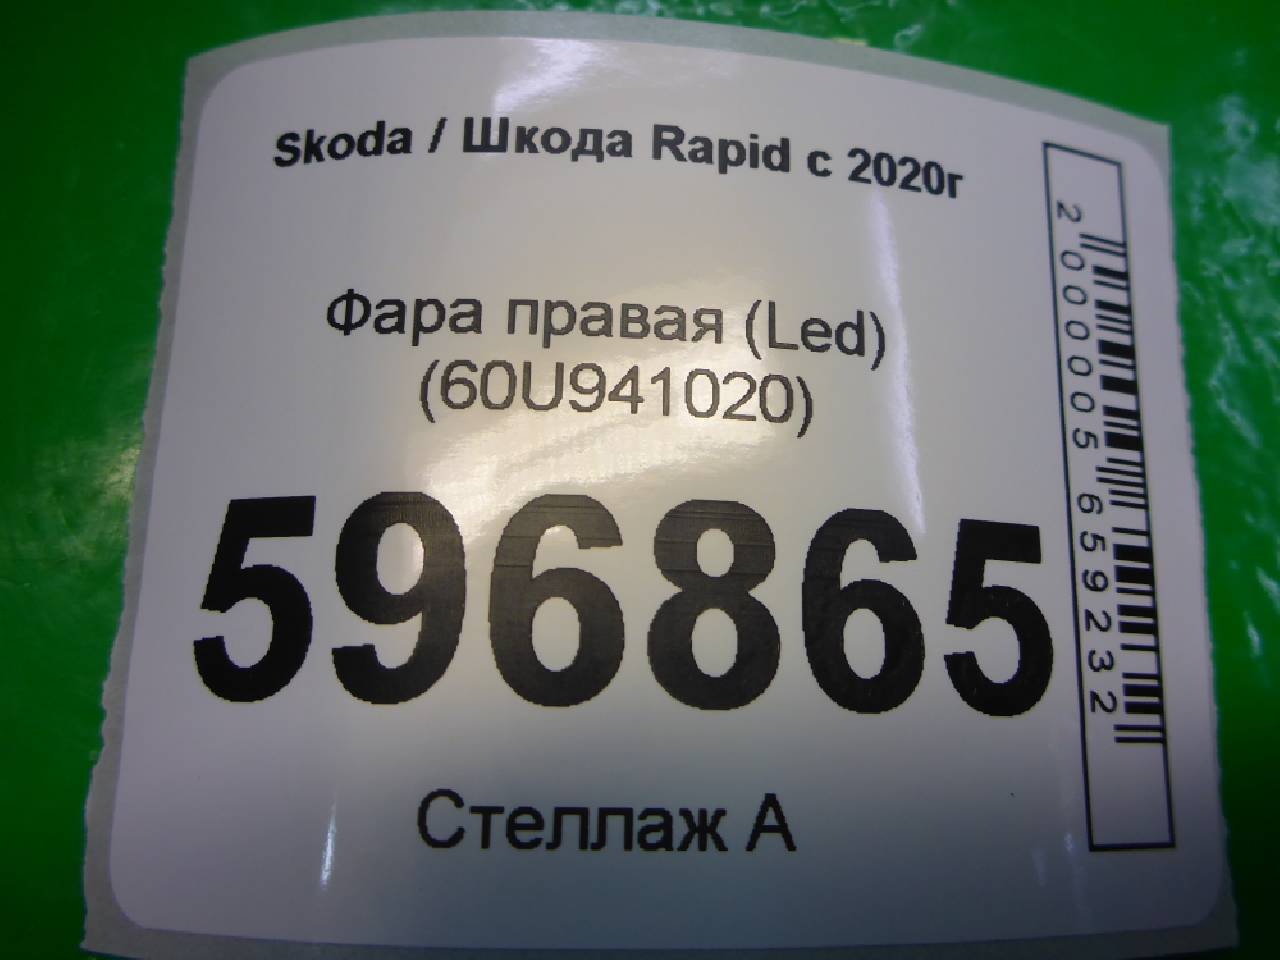 Skoda / Шкода Rapid с 2020г
Фара правая (Led)
(60U941020)
596865
Стеллаж А
2000005659232